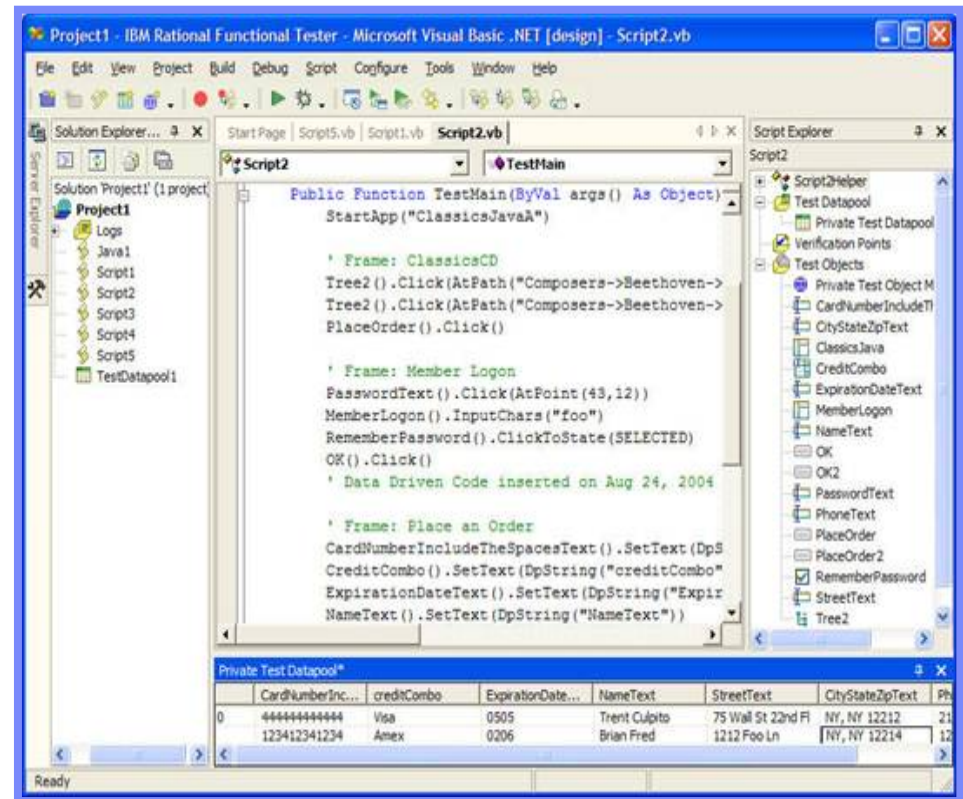 Project1 - IBM Rational Functional Tester - Microsoft Visual Basic .NET [design] - Script2.vb
File Edit View Project Build Debug Script Configure Tools Window Help
Solution Explorer...
Server Explorer
Solution 'Project1' (1 project
Project1
Logs
Java1
Script1
Script2
Script3
Script4
Script5
TestDatapool1
Start Page Script5.vb Script1.vb Script2.vb
Script2 TestMain
Public Function TestMain(ByVal args() As Object)
StartApp("ClassicsJavaA")
' Frame: ClassicsCD
Tree2().Click(AtPath("Composers->Beethoven->
Tree2().Click(AtPath("Composers->Beethoven->
PlaceOrder().Click()
' Frame: Member Logon
PasswordText().Click(AtPoint(43,12))
MemberLogon().InputChars("foo")
RememberPassword().ClickToState(SELECTED)
OK().Click()
' Data Driven Code inserted on Aug 24, 2004
' Frame: Place an Order
CardNumberIncludeTheSpacesText().SetText(DpS
CreditCombo().SetText(DpString("creditCombo"
ExpirationDateText().SetText(DpString("Expir
NameText().SetText(DpString("NameText"))
Script Explorer
Script2
Script2Helper
Test Datapool
Private Test Datapool
Verification Points
Test Objects
Private Test Object M
CardNumberIncludeTh
CityStateZipText
ClassicsJava
CreditCombo
ExpirationDateText
MemberLogon
NameText
OK
OK2
PasswordText
PhoneText
PlaceOrder
PlaceOrder2
RememberPassword
StreetText
Tree2
Private Test Datapool*
CardNumberInc... creditCombo ExpirationDate... NameText StreetText CityStateZipText Ph
0 444444444444 Visa 0505 Trent Culpito 75 Wall St 22nd Fl NY, NY 12212 21
123412341234 Amex 0206 Brian Fred 1212 Foo Ln NY, NY 12214 12
Ready